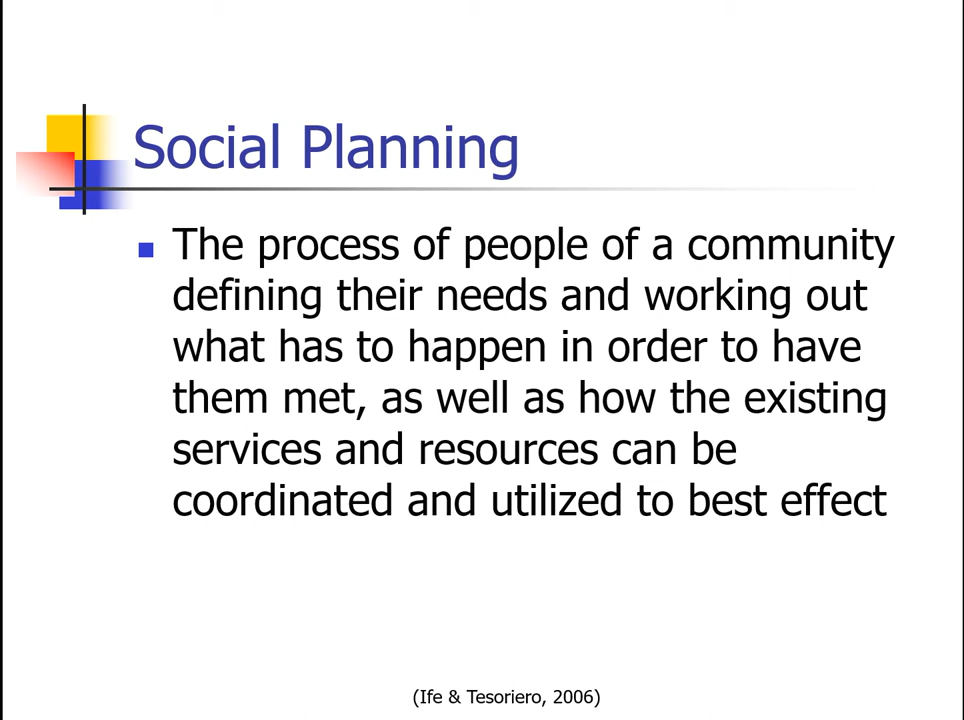 Social Planning
The process of people of a community
defining their needs and working out
what has to happen in order to have
them met, as well as how the existing
services and resources can be
coordinated and utilized to best effect
(Ife & Tesoriero, 2006)